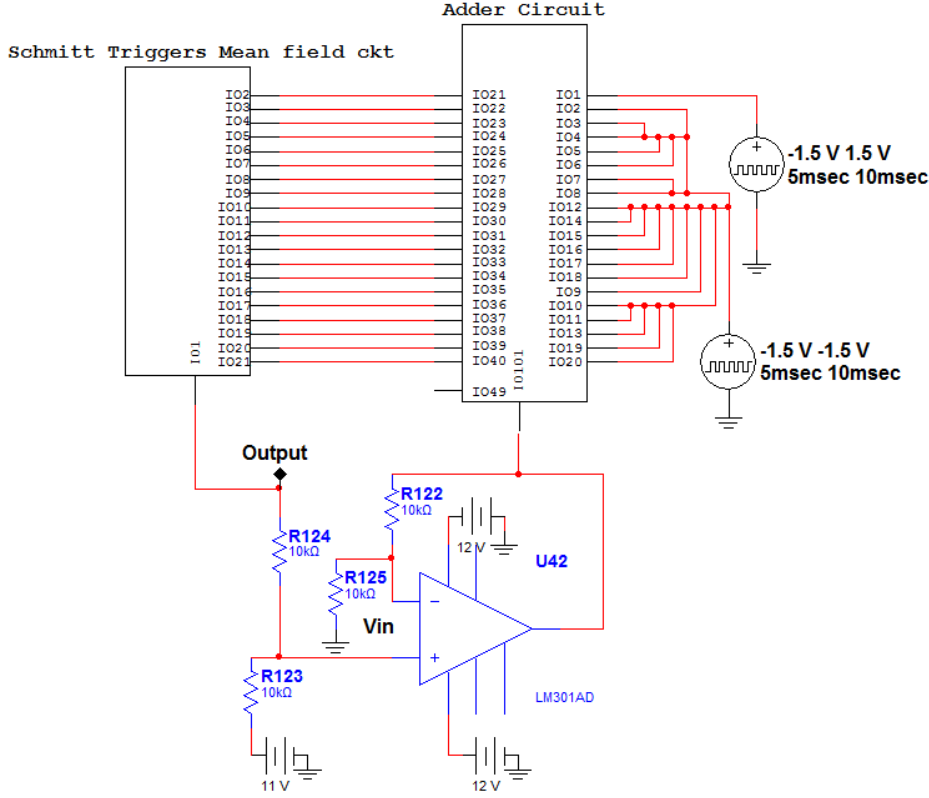 Adder Circuit
Schmitt Triggers Mean field ckt
IO2
IO3
IO4
IO5
IO6
IO7
IO8
IO9
IO10
IO11
IO12
IO13
IO14
IO15
IO16
IO17
IO18
IO19
IO20
IO21
IO1
IO21
IO22
IO23
IO24
IO25
IO26
IO27
IO28
IO29
IO30
IO31
IO32
IO33
IO34
IO35
IO36
IO37
IO38
IO39
IO40
IO49
IO101
IO1
IO2
IO3
IO4
IO5
IO6
IO7
IO8
IO12
IO14
IO15
IO16
IO17
IO18
IO9
IO10
IO11
IO13
IO19
IO20
-1.5 V 1.5 V
5msec 10msec
-1.5 V -1.5 V
5msec 10msec
Output
R122
10kΩ
R124
10kΩ
12 V
U42
R125
10kΩ
Vin
R123
10kΩ
LM301AD
11 V
12 V